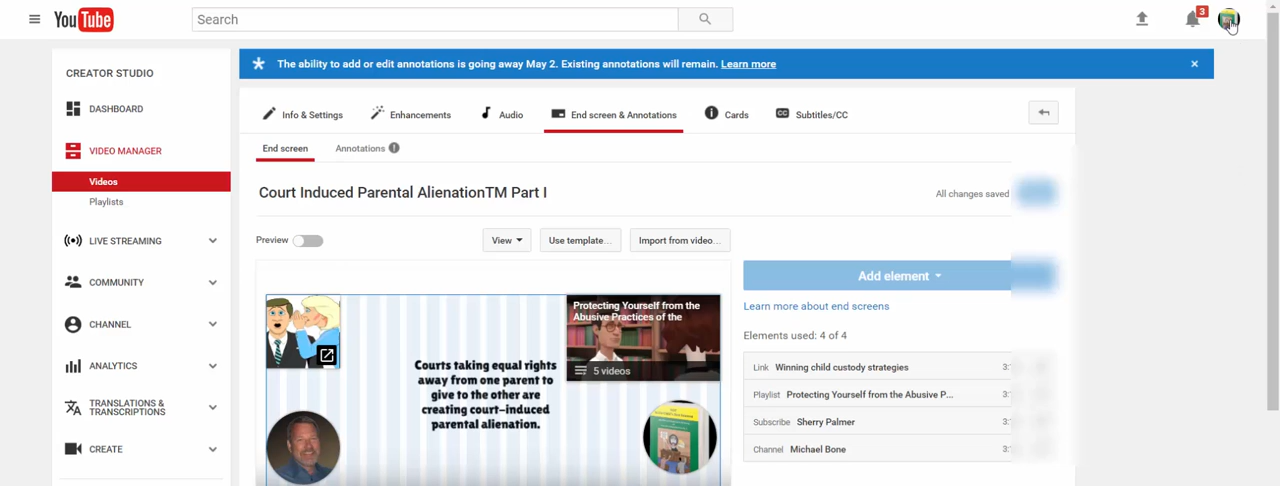 YouTube
Search
3
CREATOR STUDIO
DASHBOARD
VIDEO MANAGER
Videos
Playlists
LIVE STREAMING
COMMUNITY
CHANNEL
ANALYTICS
TRANSLATIONS &
TRANSCRIPTIONS
CREATE
The ability to add or edit annotations is going away May 2. Existing annotations will remain. Learn more
Info & Settings
Enhancements
Audio
End screen & Annotations
Cards
CC Subtitles/CC
End screen
Annotations
Court Induced Parental AlienationTM Part I
All changes saved
Preview
View
Use template...
Import from video...
Protecting Yourself from the
Abusive Practices of the
5 videos
Courts taking equal rights
away from one parent to
give to the other are
creating court-induced
parental alienation.
Add element
Learn more about end screens
Elements used: 4 of 4
Link Winning child custody strategies 3:
Playlist Protecting Yourself from the Abusive P... 3:
Subscribe Sherry Palmer 3:
Channel Michael Bone 3: